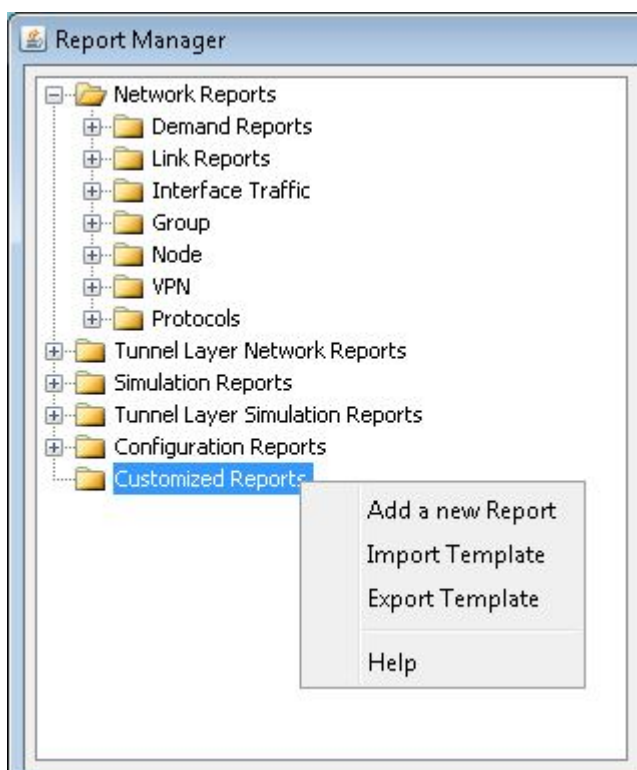 Report Manager
Network Reports
Demand Reports
Link Reports
Interface Traffic
Group
Node
VPN
Protocols
Tunnel Layer Network Reports
Simulation Reports
Tunnel Layer Simulation Reports
Configuration Reports
Customized Reports
Add a new Report
Import Template
Export Template
Help